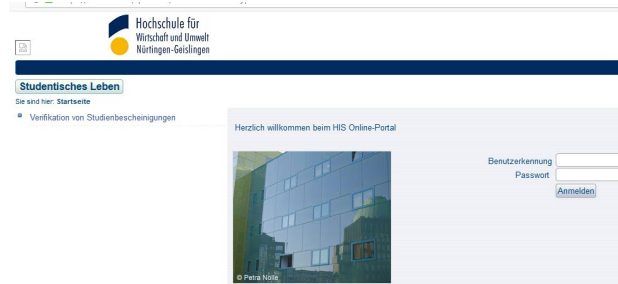 Hochschule für
Wirtschaft und Umwelt
Nürtingen-Geislingen
Studentisches Leben
Sie sind hier: Startseite
Verifikation von Studienbescheinigungen
Herzlich willkommen beim HIS Online-Portal
Benutzerkennung
Passwort
Anmelden
© Petra Nölle